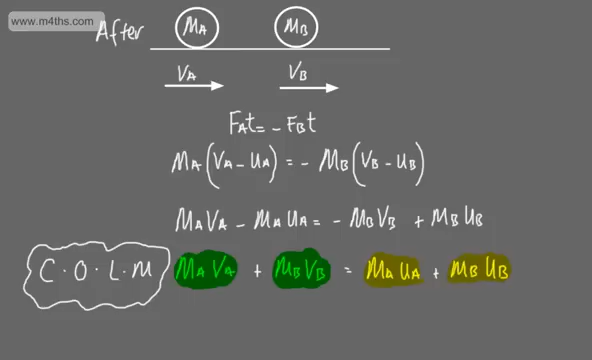 www.m4ths.com
After MA MB
VA VB
FAt = - FBt
MA(VA - UA) = - MB(VB - UB)
MAVA - MAUA = - MBVB + MBUB
C.O.L.M MAVA + MBVB = MAUA + MBUB